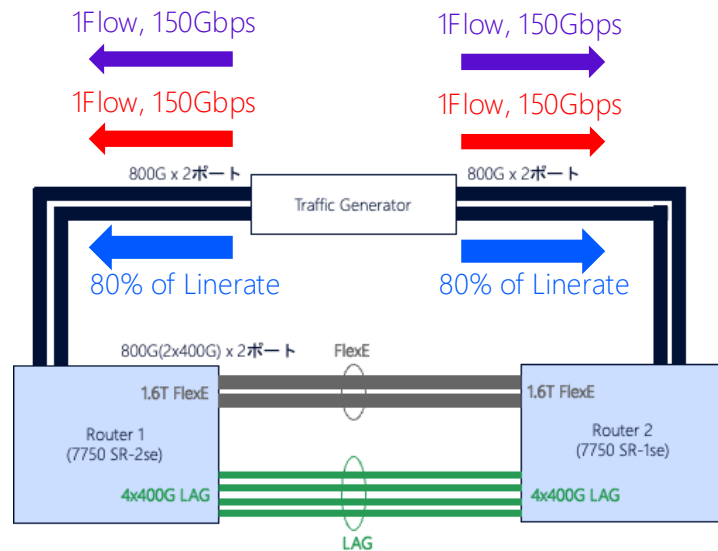 1Flow, 150Gbps
1Flow, 150Gbps
1Flow, 150Gbps
1Flow, 150Gbps
800G x 2ポート
800G x 2ポート
Traffic Generator
80% of Linerate
80% of Linerate
800G(2x400G) x 2ポート
FlexE
1.6T FlexE
1.6T FlexE
Router 1
(7750 SR-2se)
Router 2
(7750 SR-1se)
4x400G LAG
4x400G LAG
LAG